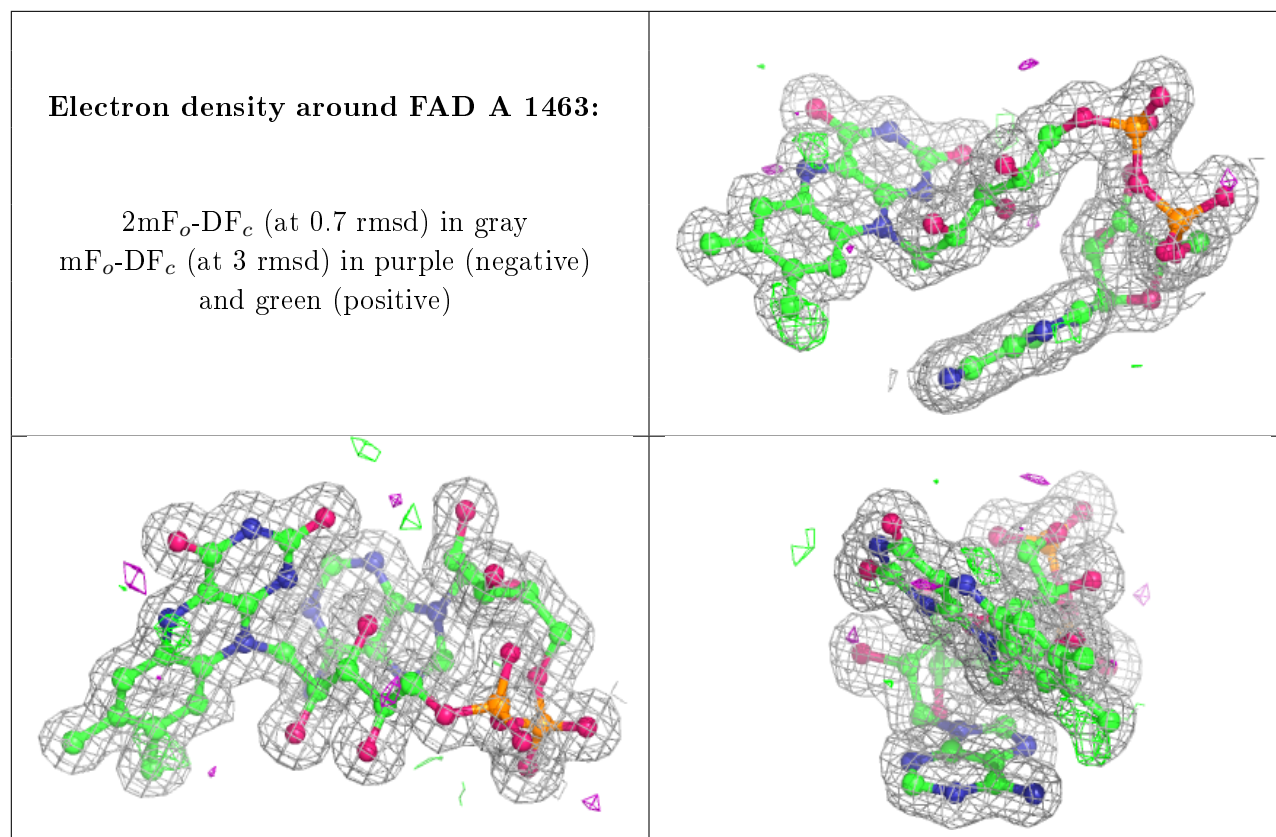 Electron density around FAD A 1463:
2mFo-DFc (at 0.7 rmsd) in gray
mFo-DFc (at 3 rmsd) in purple (negative)
and green (positive)